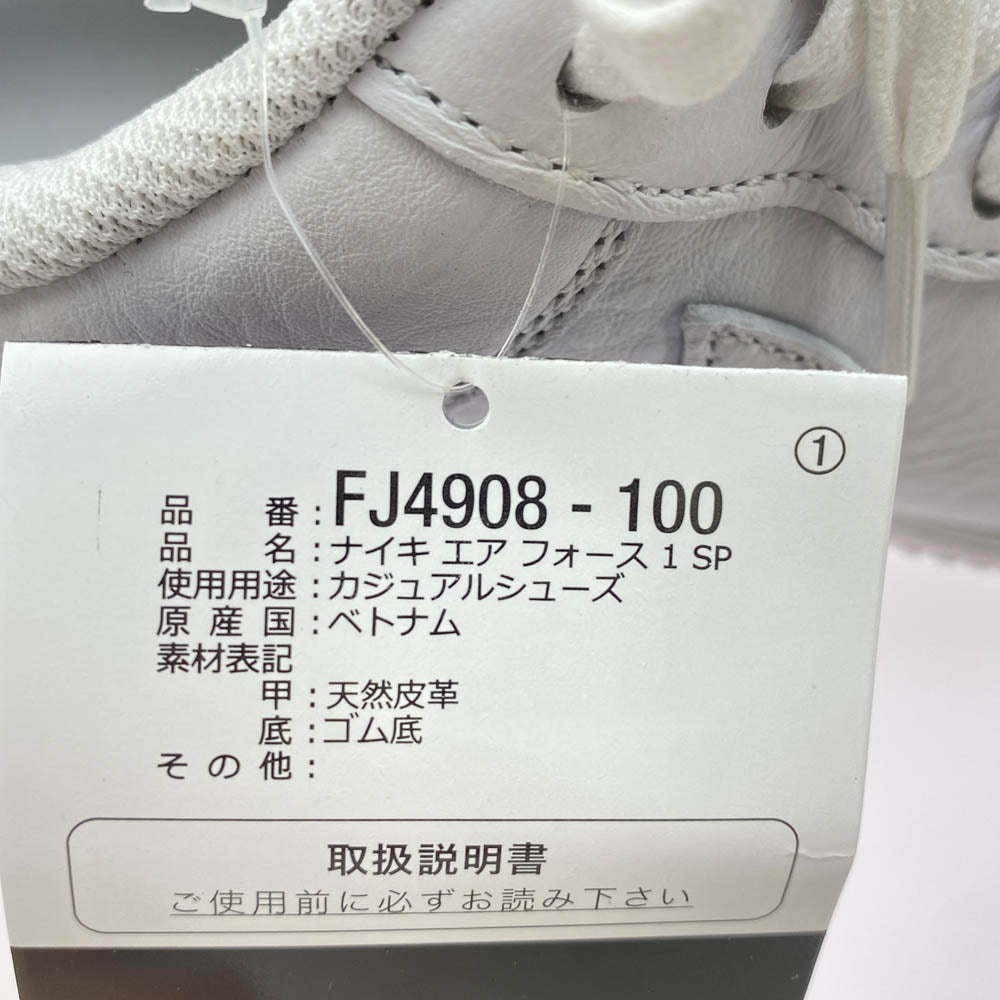 ①
品番:FJ4908 - 100
品名:ナイキ エア フォース 1 SP
使用用途:カジュアルシューズ
原産国:ベトナム
素材表記
甲:天然皮革
底:ゴム底
その他:
取扱説明書
ご使用前に必ずお読み下さい